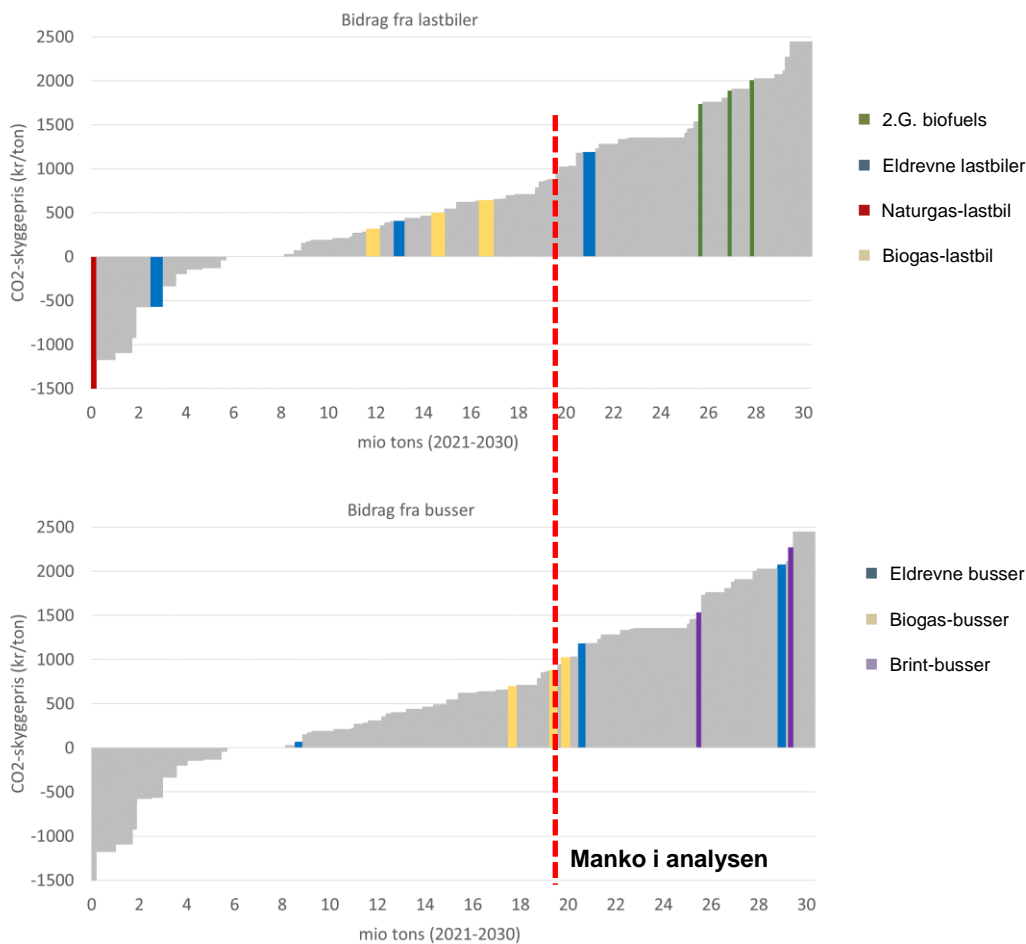 Bidrag fra lastbiler
CO2-skyggepris (kr/ton)
2500
2000
1500
1000
500
0
-500
-1000
-1500
0 2 4 6 8 10 12 14 16 18 20 22 24 26 28 30
mio tons (2021-2030)
2.G. biofuels
Eldrevne lastbiler
Naturgas-lastbil
Biogas-lastbil
Bidrag fra busser
CO2-skyggepris (kr/ton)
2500
2000
1500
1000
500
0
-500
-1000
-1500
0 2 4 6 8 10 12 14 16 18 20 22 24 26 28 30
mio tons (2021-2030)
Eldrevne busser
Biogas-busser
Brint-busser
Manko i analysen